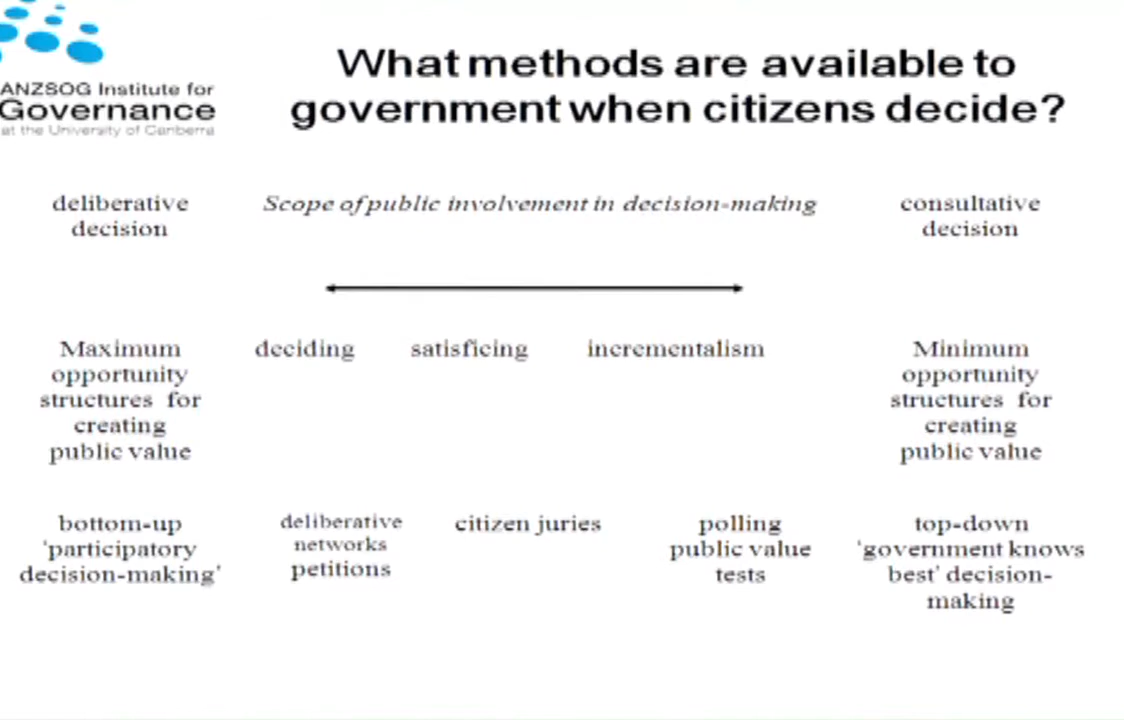 ANZSOG Institute for
Governance
at the University of Canberra
What methods are available to
government when citizens decide?
deliberative
decision
Scope of public involvement in decision-making
consultative
decision
Maximum
opportunity
structures for
creating
public value
deciding
satisficing
incrementalism
Minimum
opportunity
structures for
creating
public value
bottom-up
'participatory
decision-making'
deliberative
networks
petitions
citizen juries
polling
public value
tests
top-down
'government knows
best' decision-
making